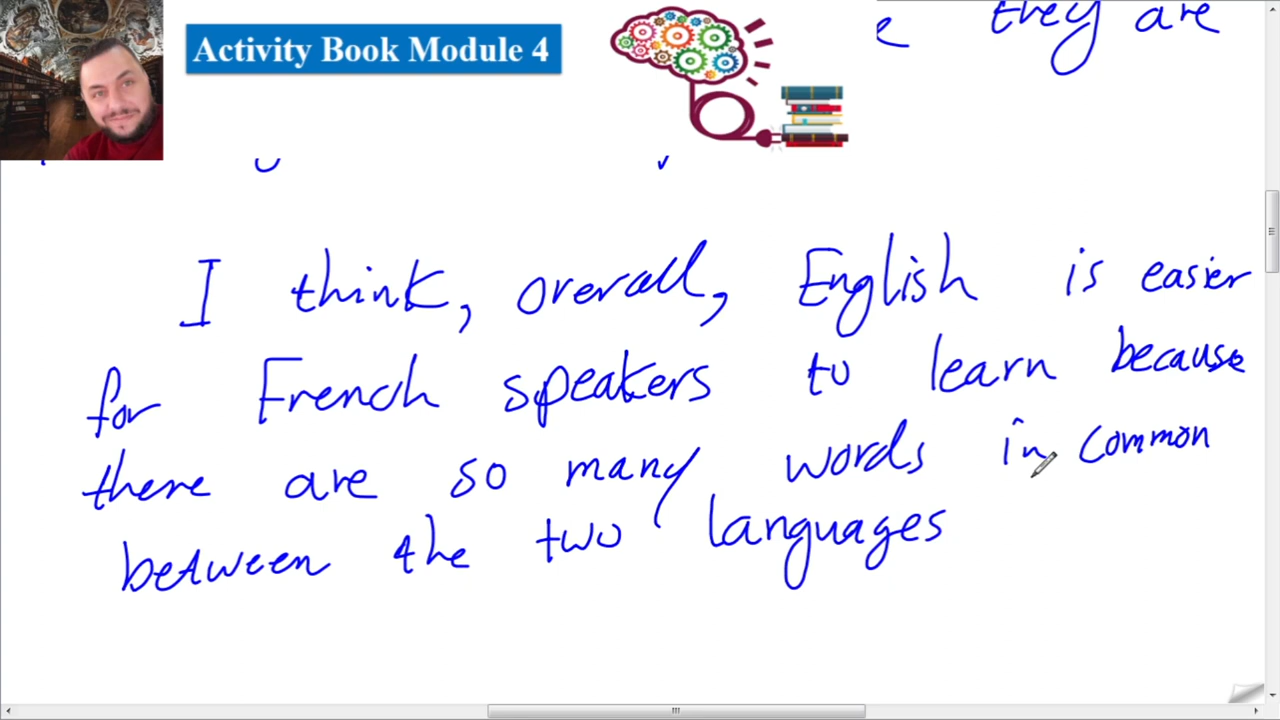 they are
Activity Book Module 4
I think, overall, English is easier
for French speakers to learn because
there are so many words in common
between the two languages